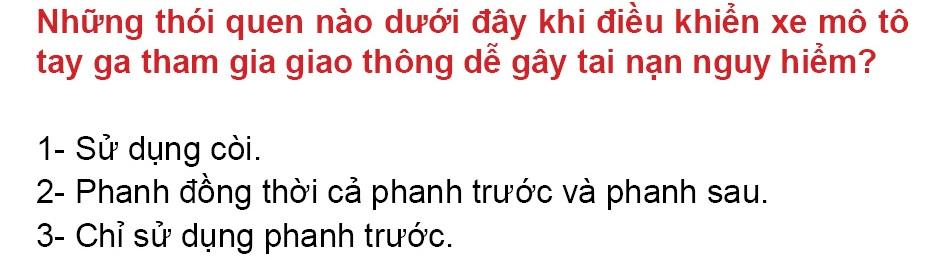 Những thói quen nào dưới đây khi điều khiển xe mô tô
tay ga tham gia giao thông dễ gây tai nạn nguy hiểm?
1- Sử dụng còi.
2- Phanh đồng thời cả phanh trước và phanh sau.
3- Chỉ sử dụng phanh trước.